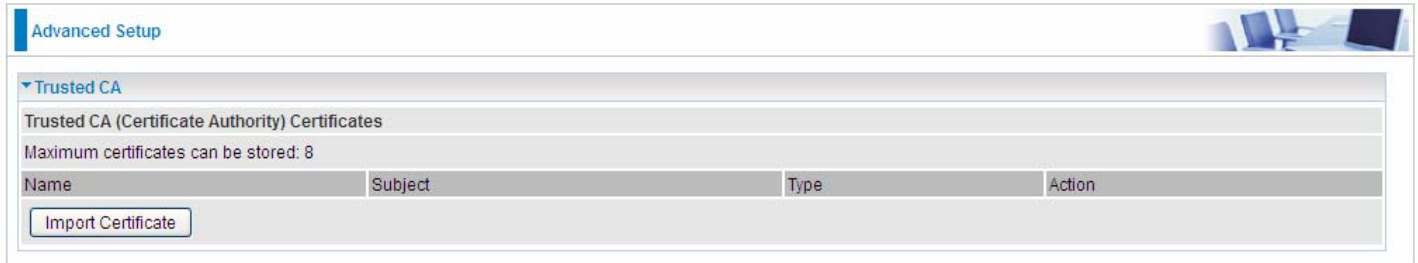 Advanced Setup
Trusted CA
Trusted CA (Certificate Authority) Certificates
Maximum certificates can be stored: 8
Name Subject Type Action
Import Certificate